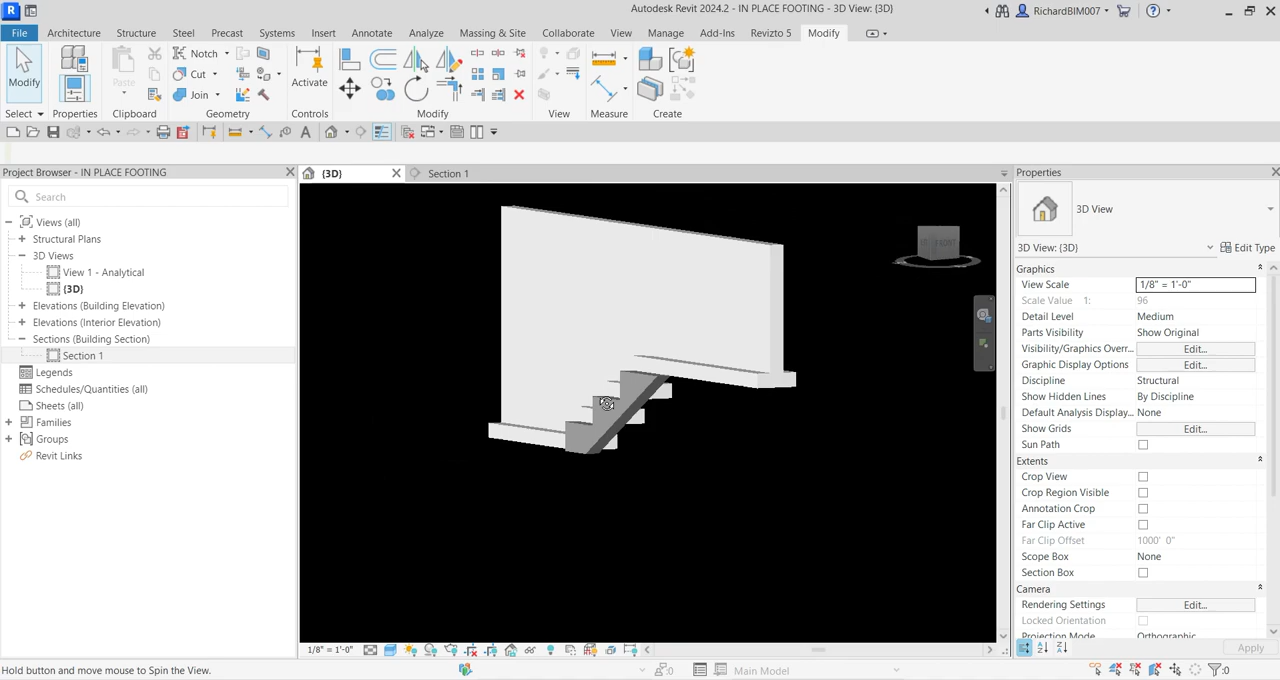 Autodesk Revit 2024.2 - IN PLACE FOOTING - 3D View: {3D}
RichardBIM007
File Architecture Structure Steel Precast Systems Insert Annotate Analyze Massing & Site Collaborate View Manage Add-Ins Revizto 5 Modify
Modify
Paste
Notch
Cut
Join
Activate
Select Properties Clipboard Geometry Controls Modify View Measure Create
Project Browser - IN PLACE FOOTING
{3D}
Section 1
Properties
Search
Views (all)
Structural Plans
3D Views
View 1 - Analytical
{3D}
Elevations (Building Elevation)
Elevations (Interior Elevation)
Sections (Building Section)
Section 1
Legends
Schedules/Quantities (all)
Sheets (all)
Families
Groups
Revit Links
FRONT
3D View
3D View: {3D}
Edit Type
Graphics
View Scale 1/8" = 1'-0"
Scale Value 1: 96
Detail Level Medium
Parts Visibility Show Original
Visibility/Graphics Overr... Edit...
Graphic Display Options Edit...
Discipline Structural
Show Hidden Lines By Discipline
Default Analysis Display... None
Show Grids Edit...
Sun Path
Extents
Crop View
Crop Region Visible
Annotation Crop
Far Clip Active
Far Clip Offset 1000' 0"
Scope Box None
Section Box
Camera
Rendering Settings Edit...
Locked Orientation
Projection Mode Orthographic
Apply
1/8" = 1'-0"
Hold button and move mouse to Spin the View.
:0
Main Model
:0